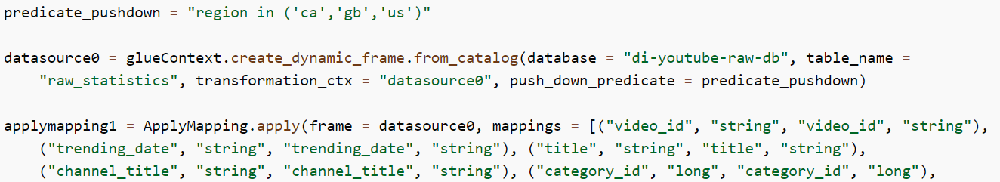 predicate_pushdown = "region in ('ca','gb','us')"
datasource0 = glueContext.create_dynamic_frame.from_catalog(database = "di-youtube-raw-db", table_name =
"raw_statistics", transformation_ctx = "datasource0", push_down_predicate = predicate_pushdown)
applymapping1 = ApplyMapping.apply(frame = datasource0, mappings = [("video_id", "string", "video_id", "string"),
("trending_date", "string", "trending_date", "string"), ("title", "string", "title", "string"),
("channel_title", "string", "channel_title", "string"), ("category_id", "long", "category_id", "long"),